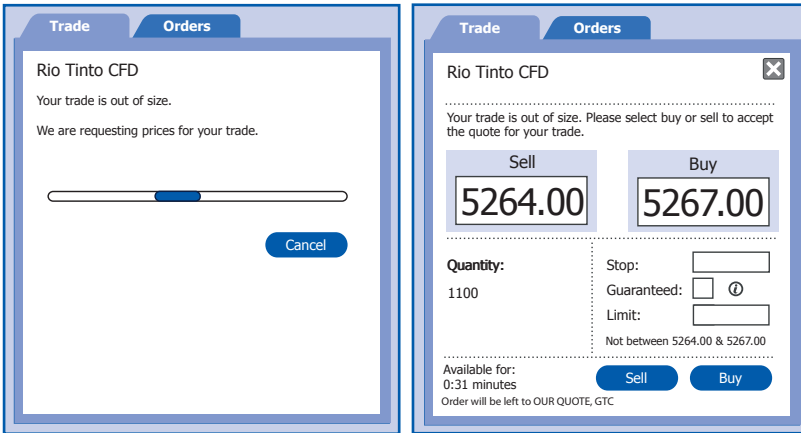 Trade
Orders
Rio Tinto CFD
Your trade is out of size.
We are requesting prices for your trade.
Cancel
Trade
Orders
Rio Tinto CFD
Your trade is out of size. Please select buy or sell to accept
the quote for your trade.
Sell
Buy
5264.00
5267.00
Quantity:
1100
Stop:
Guaranteed:
i
Limit:
Not between 5264.00 & 5267.00
Available for:
0:31 minutes
Sell
Buy
Order will be left to OUR QUOTE, GTC